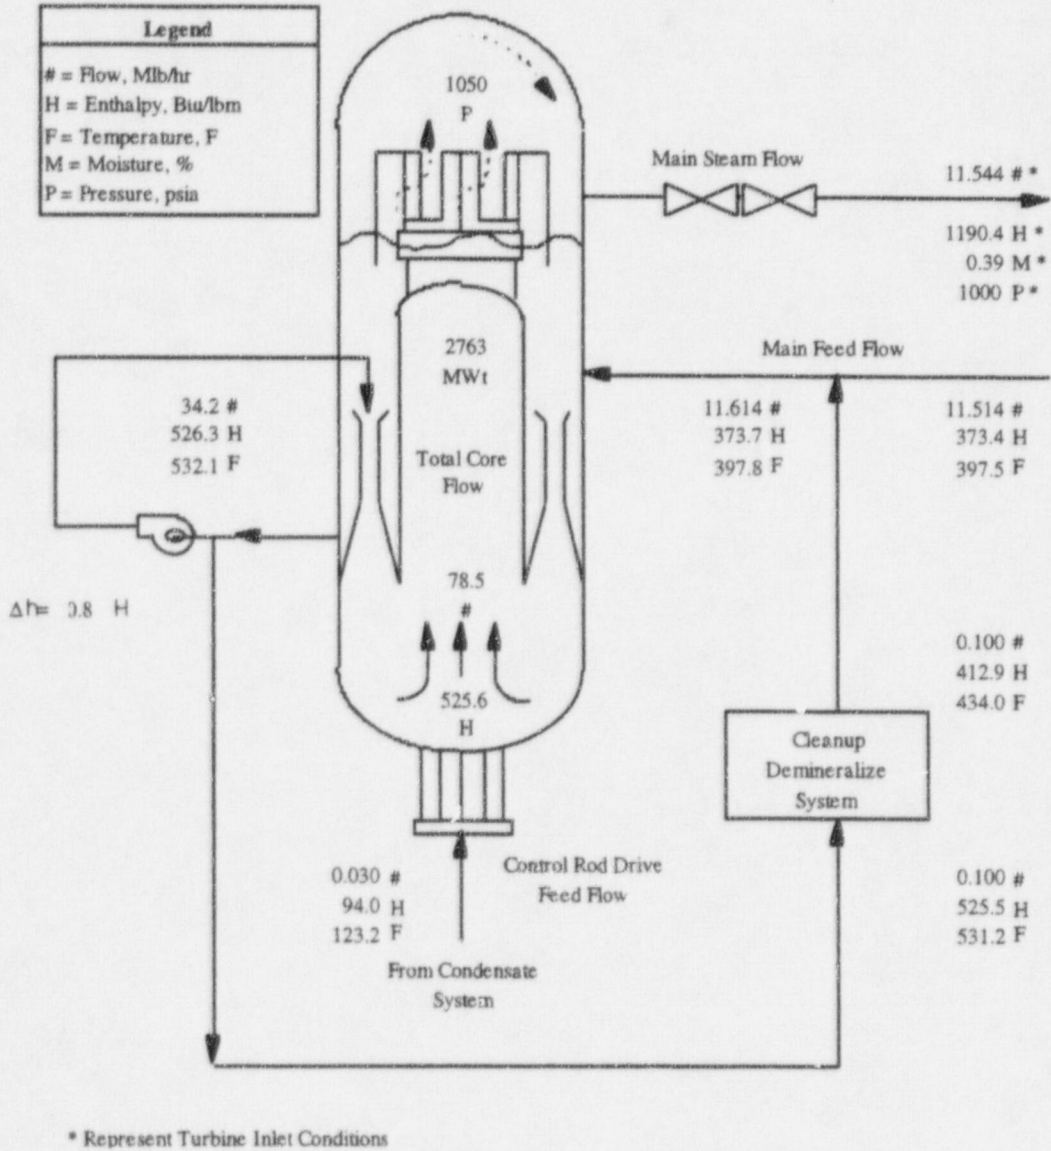 Legend
# = Flow, Mlb/hr
H = Enthalpy, Btu/lbm
F = Temperature, F
M = Moisture, %
P = Pressure, psia
1050
P
Main Steam Flow
11.544 # *
1190.4 H *
0.39 M *
1000 P *
2763
MWt
Main Feed Flow
34.2 #
526.3 H
532.1 F
11.614 #
373.7 H
397.8 F
11.514 #
373.4 H
397.5 F
Total Core
Flow
78.5
#
Δh= 0.8 H
525.6
H
0.100 #
412.9 H
434.0 F
Cleanup
Demineralize
System
0.030 #
94.0 H
123.2 F
Control Rod Drive
Feed Flow
0.100 #
525.5 H
531.2 F
From Condensate
System
* Represent Turbine Inlet Conditions